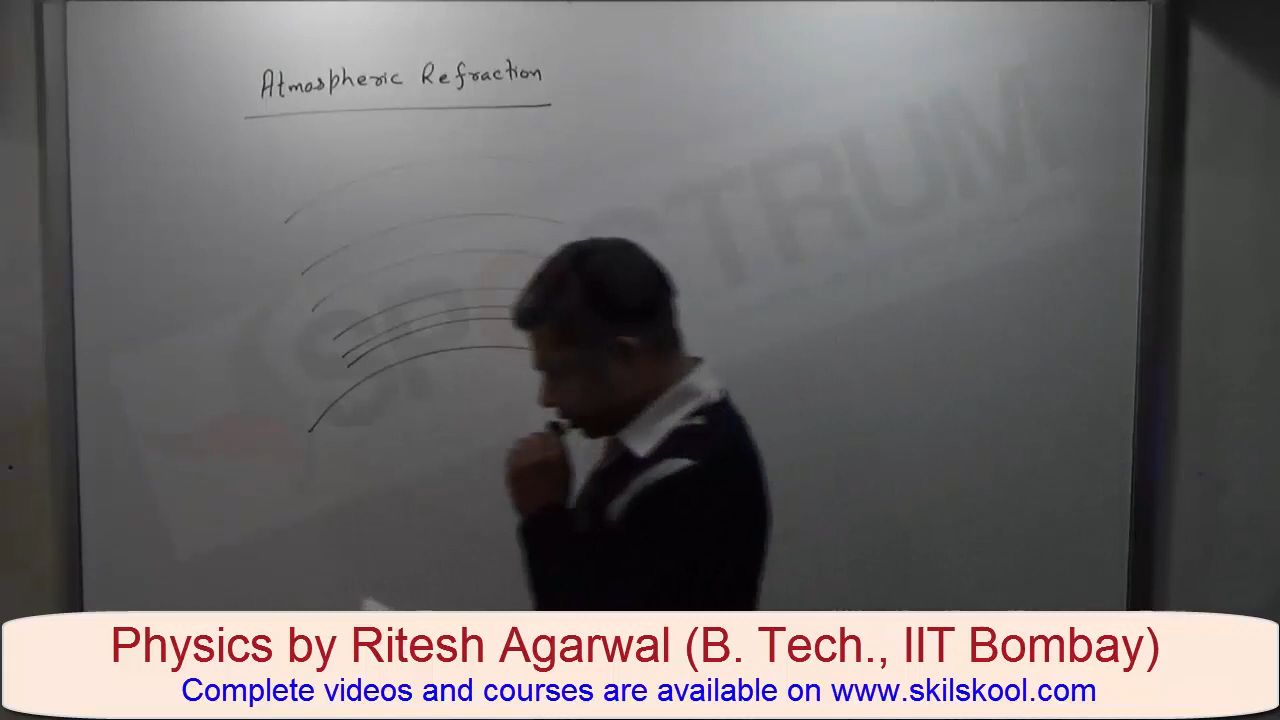 Atmospheric Refraction
SPECTRUM
Physics by Ritesh Agarwal (B. Tech., IIT Bombay)
Complete videos and courses are available on www.skilskool.com